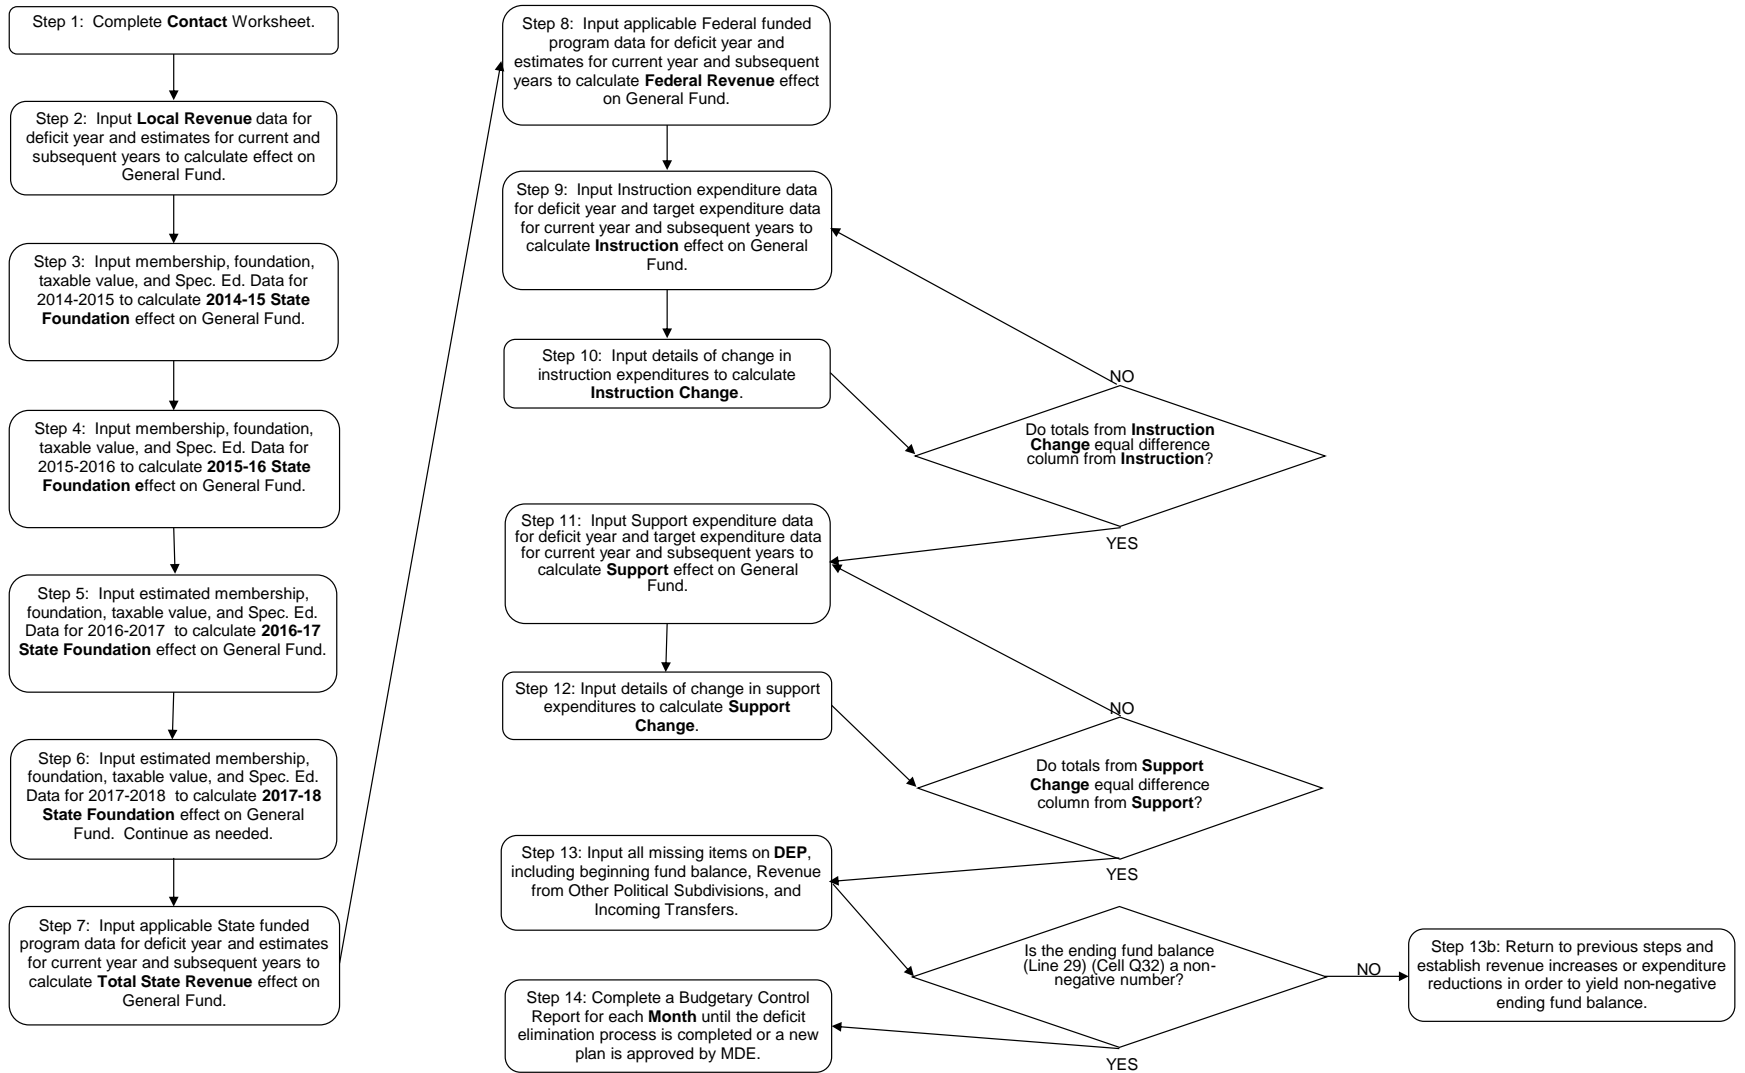 Step 1: Complete Contact Worksheet.
Step 2: Input Local Revenue data for
deficit year and estimates for current and
subsequent years to calculate effect on
General Fund.
Step 3: Input membership, foundation,
taxable value, and Spec. Ed. Data for
2014-2015 to calculate 2014-15 State
Foundation effect on General Fund.
Step 4: Input membership, foundation,
taxable value, and Spec. Ed. Data for
2015-2016 to calculate 2015-16 State
Foundation effect on General Fund.
Step 5: Input estimated membership,
foundation, taxable value, and Spec. Ed.
Data for 2016-2017 to calculate 2016-17
State Foundation effect on General Fund.
Step 6: Input estimated membership,
foundation, taxable value, and Spec. Ed.
Data for 2017-2018 to calculate 2017-18
State Foundation effect on General
Fund. Continue as needed.
Step 7: Input applicable State funded
program data for deficit year and estimates
for current year and subsequent years to
calculate Total State Revenue effect on
General Fund.
Step 8: Input applicable Federal funded
program data for deficit year and
estimates for current year and subsequent
years to calculate Federal Revenue effect
on General Fund.
Step 9: Input Instruction expenditure data
for deficit year and target expenditure data
for current year and subsequent years to
calculate Instruction effect on General
Fund.
Step 10: Input details of change in
instruction expenditures to calculate
Instruction Change.
NO
Do totals from Instruction
Change equal difference
column from Instruction?
YES
Step 11: Input Support expenditure data
for deficit year and target expenditure data
for current year and subsequent years to
calculate Support effect on General
Fund.
Step 12: Input details of change in support
expenditures to calculate Support
Change.
NO
Do totals from Support
Change equal difference
column from Support?
YES
Step 13: Input all missing items on DEP,
including beginning fund balance, Revenue
from Other Political Subdivisions, and
Incoming Transfers.
Is the ending fund balance
(Line 29) (Cell Q32) a non-
negative number?
NO
Step 13b: Return to previous steps and
establish revenue increases or expenditure
reductions in order to yield non-negative
ending fund balance.
YES
Step 14: Complete a Budgetary Control
Report for each Month until the deficit
elimination process is completed or a new
plan is approved by MDE.